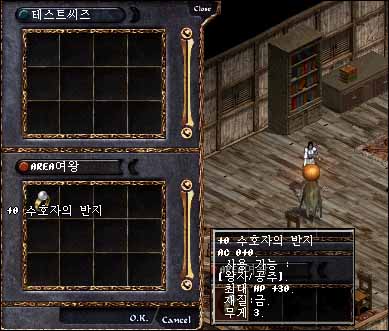 Close
테스트씨즈
AREA여왕
+0 수호자의 반지
O.K.
Cancel
+0 수호자의 반지
AC 0+0
사용 가능 :
[왕자/공주]
최대 HP +30.
재질:금.
무게 3.